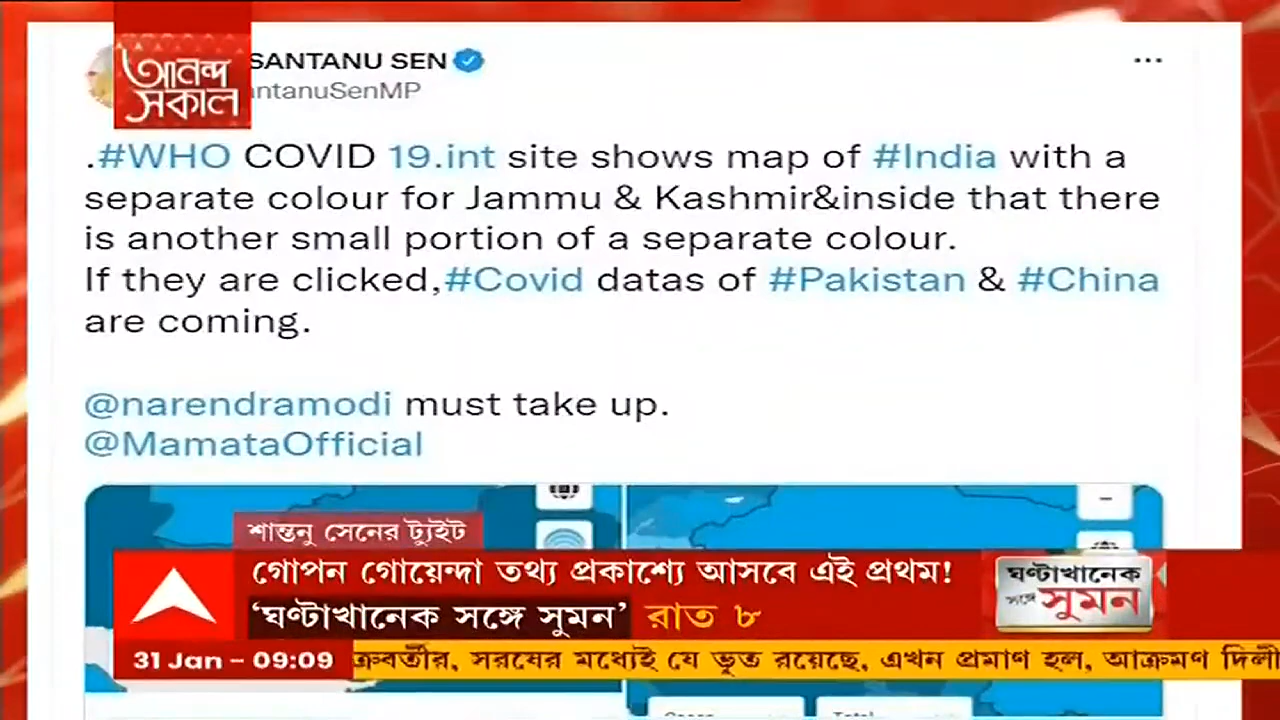 আনন্দ
সকাল
SANTANU SEN
ntanuSenMP
.#WHO COVID 19.int site shows map of #India with a
separate colour for Jammu & Kashmir&inside that there
is another small portion of a separate colour.
If they are clicked,#Covid datas of #Pakistan & #China
are coming.
@narendramodi must take up.
@MamataOfficial
শান্তনু সেনের ট্যুইট
গোপন গোয়েন্দা তথ্য প্রকাশ্যে আসবে এই প্রথম!
‘ঘণ্টাখানেক সঙ্গে সুমন’ রাত ৮
ঘণ্টাখানেক
সঙ্গে সুমন
31 Jan – 09:09 ক্রবর্তীর, সরষের মধ্যেই যে ভূত রয়েছে, এখন প্রমাণ হল, আক্রমণ দিলী